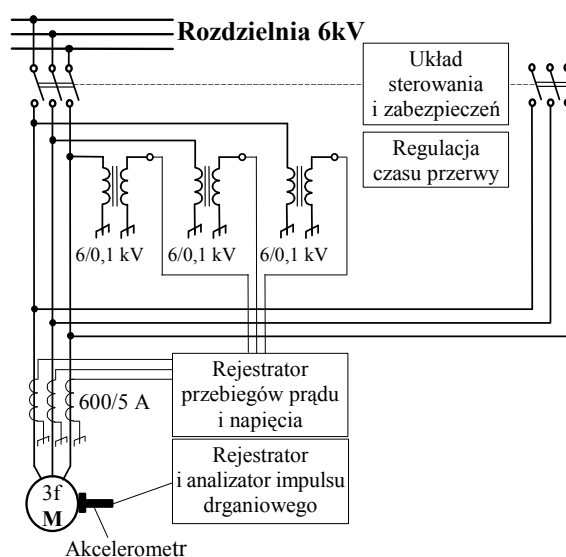 Rozdzielnia 6kV
Układ
sterowania
i zabezpieczeń
Regulacja
czasu przerwy
6/0,1 kV
6/0,1 kV
6/0,1 kV
600/5 A
Rejestrator
przebiegów prądu
i napięcia
Rejestrator
i analizator impulsu
drganiowego
3f
M
Akcelerometr